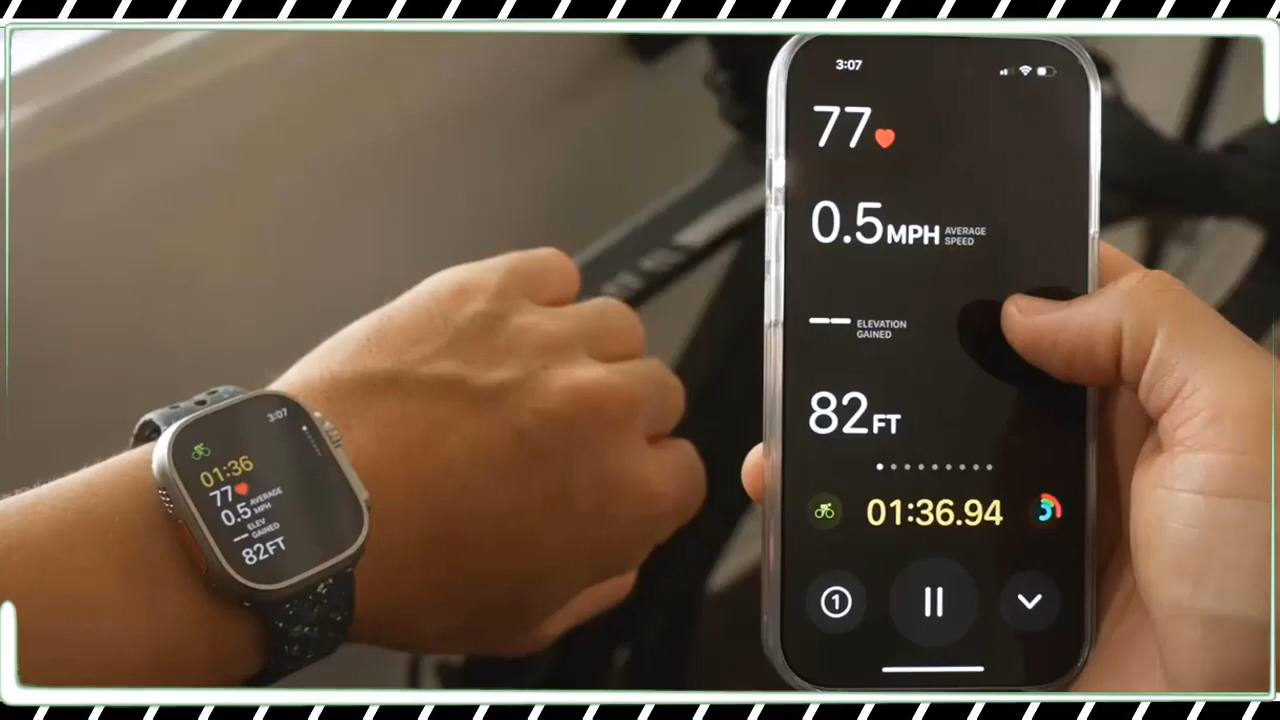 3:07
77
0.5MPH AVERAGE SPEED
-- ELEVATION GAINED
82FT
01:36.94
1
3:07
01:36
77
0.5 AVERAGE MPH
-- ELEV GAINED
82FT